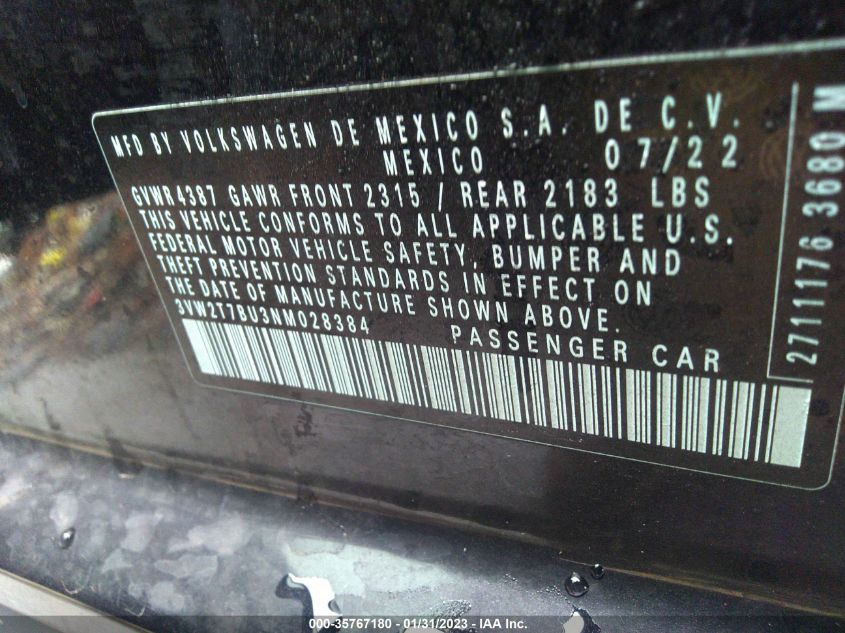 MFD BY VOLKSWAGEN DE MEXICO S.A. DE C.V.
MEXICO 07/22
GVWR 4387 GAWR FRONT 2315 / REAR 2183 LBS
THIS VEHICLE CONFORMS TO ALL APPLICABLE U.S.
FEDERAL MOTOR VEHICLE SAFETY, BUMPER AND
THEFT PREVENTION STANDARDS IN EFFECT ON
THE DATE OF MANUFACTURE SHOWN ABOVE.
3VW2T7BU3NM028384 PASSENGER CAR
2711176 3680 M
000-35767180 - 01/31/2023 - IAA Inc.